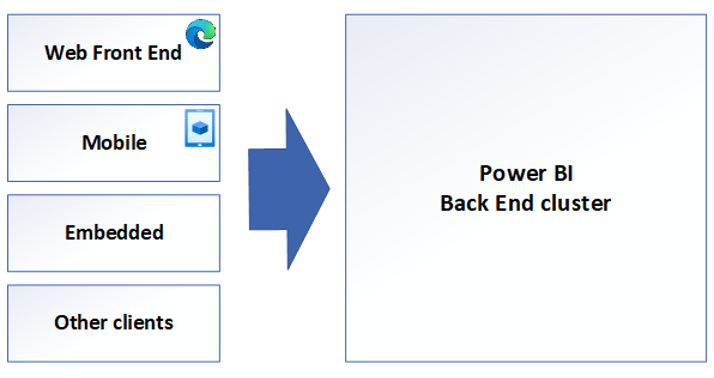 Web Front End
Mobile
Embedded
Other clients
Power BI
Back End cluster